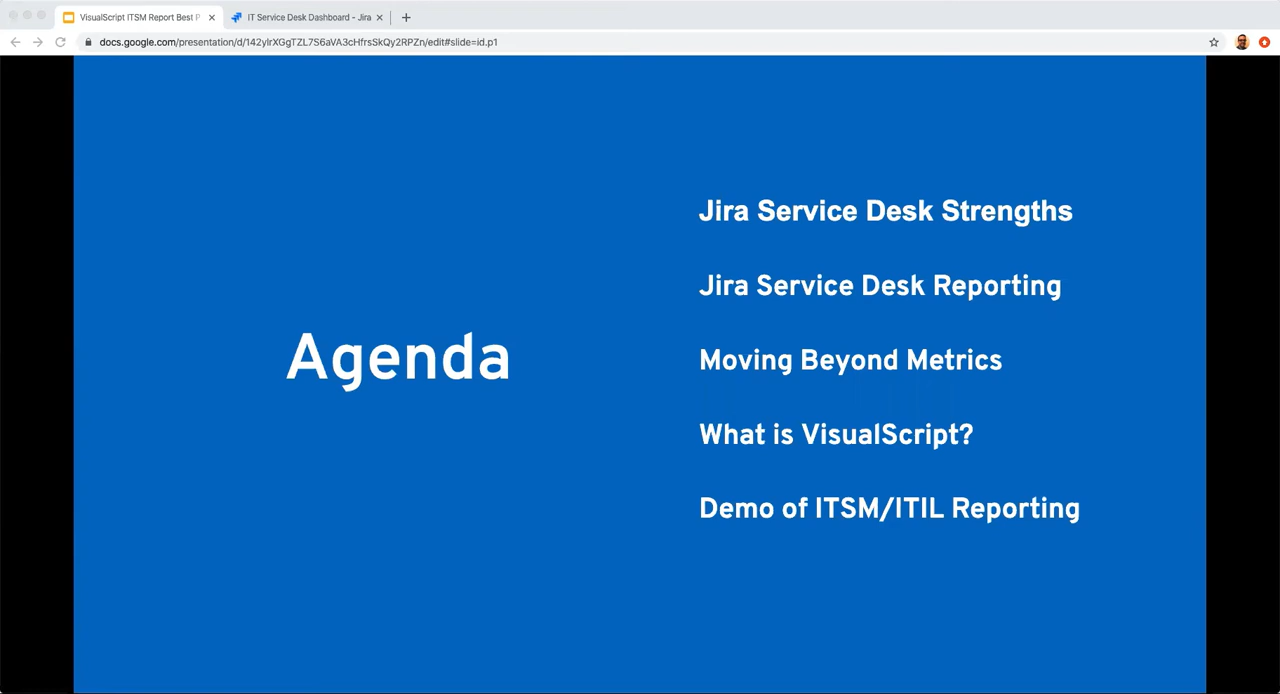 VisualScript ITSM Report Best P
IT Service Desk Dashboard - Jira
docs.google.com/presentation/d/142ylrXGgTZL7S6aVA3cHfrsSkQy2RPZn/edit#slide=id.p1
Agenda
Jira Service Desk Strengths
Jira Service Desk Reporting
Moving Beyond Metrics
What is VisualScript?
Demo of ITSM/ITIL Reporting